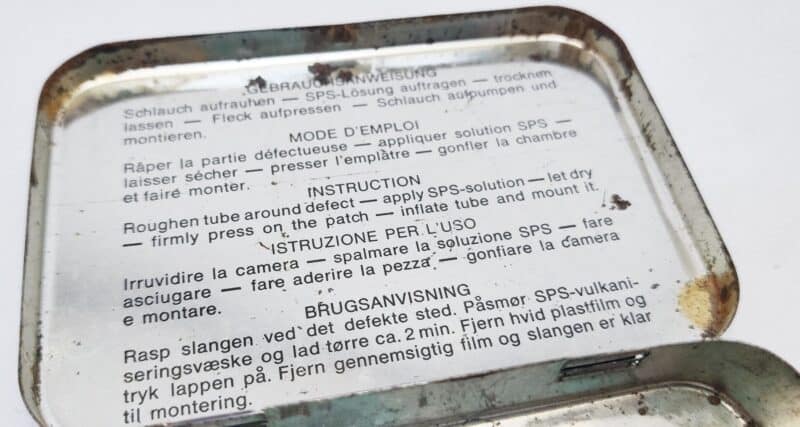 GEBRAUCHSANWEISUNG
Schlauch aufrauhen — SPS-Lösung auftragen — trocknen
lassen — Fleck aufpressen — Schlauch aufpumpen und
montieren.
MODE D'EMPLOI
Râper la partie défectueuse — appliquer solution SPS —
laisser sécher — presser l'emplâtre — gonfler la chambre
et fairé monter.
INSTRUCTION
Roughen tube around defect — apply SPS-solution — let dry
— firmly press on the patch — inflate tube and mount it.
ISTRUZIONE PER L'USO
Irruvidire la camera — spalmare la soluzione SPS — fare
asciugare — fare aderire la pezza — gonfiare la camera
e montare.
BRUGSANVISNING
Rasp slangen ved det defekte sted. Påsmør SPS-vulkani-
seringsvæske og lad tørre ca. 2 min. Fjern hvid plastfilm og
tryk lappen på. Fjern gennemsigtig film og slangen er klar
til montering.